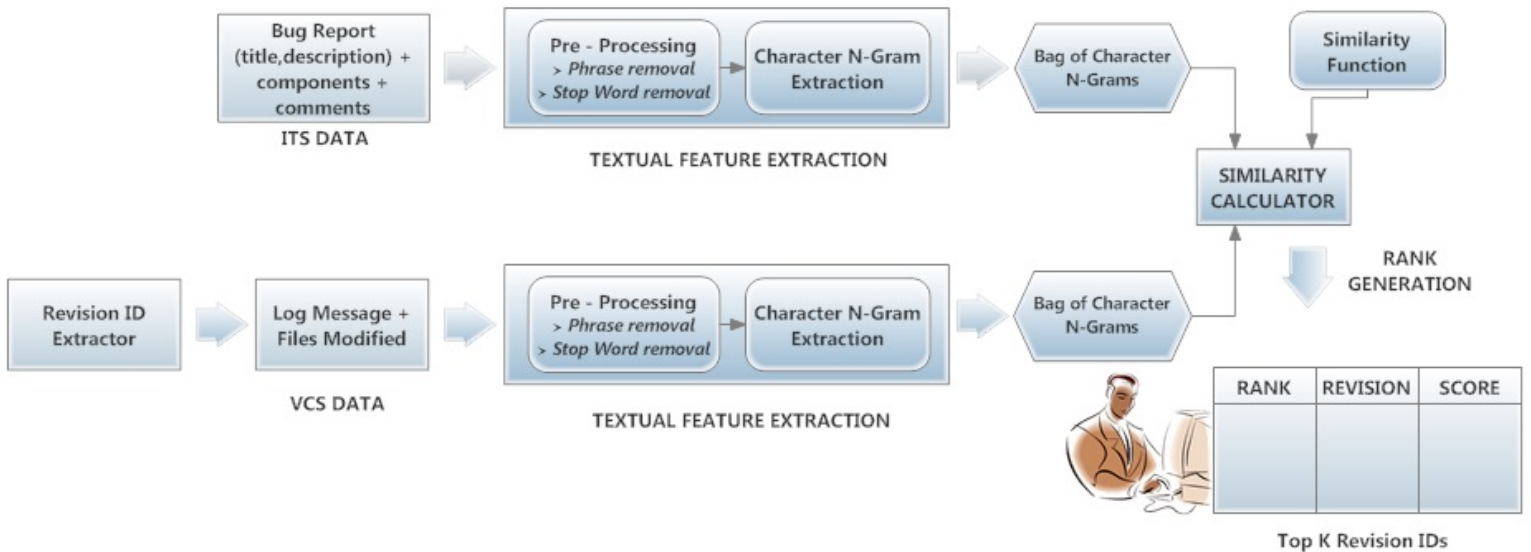 Bug Report
(title,description) +
components +
comments
ITS DATA
Pre - Processing
➢ Phrase removal
➢ Stop Word removal
Character N-Gram
Extraction
TEXTUAL FEATURE EXTRACTION
Bag of Character
N-Grams
Similarity
Function
SIMILARITY
CALCULATOR
RANK
GENERATION
Revision ID
Extractor
Log Message +
Files Modified
VCS DATA
Pre - Processing
➢ Phrase removal
➢ Stop Word removal
Character N-Gram
Extraction
TEXTUAL FEATURE EXTRACTION
Bag of Character
N-Grams
RANK REVISION SCORE
Top K Revision IDs